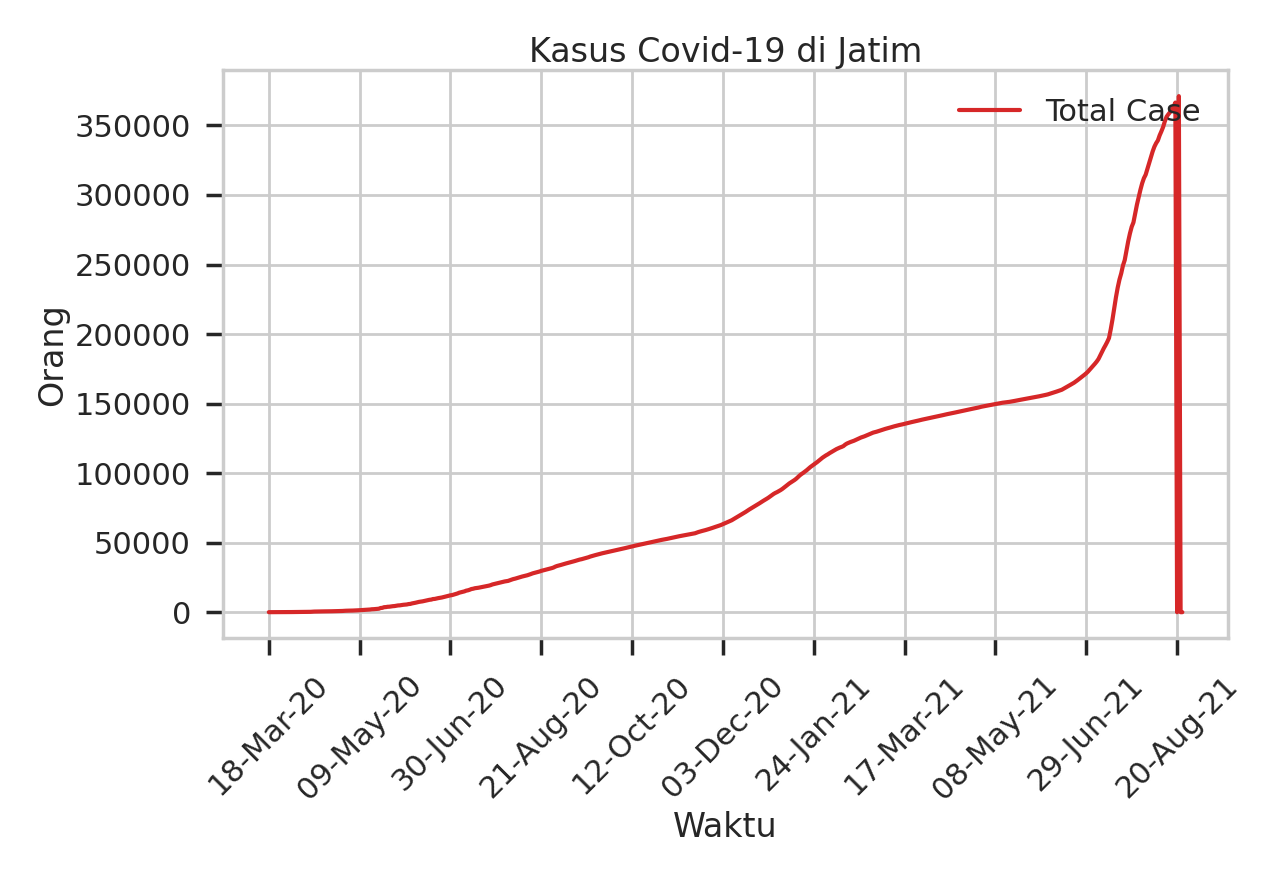 Kasus Covid-19 di Jatim
Total Case
350000
300000
250000
200000
150000
100000
50000
0
Orang
18-Mar-20
09-May-20
30-Jun-20
21-Aug-20
12-Oct-20
03-Dec-20
24-Jan-21
17-Mar-21
08-May-21
29-Jun-21
20-Aug-21
Waktu